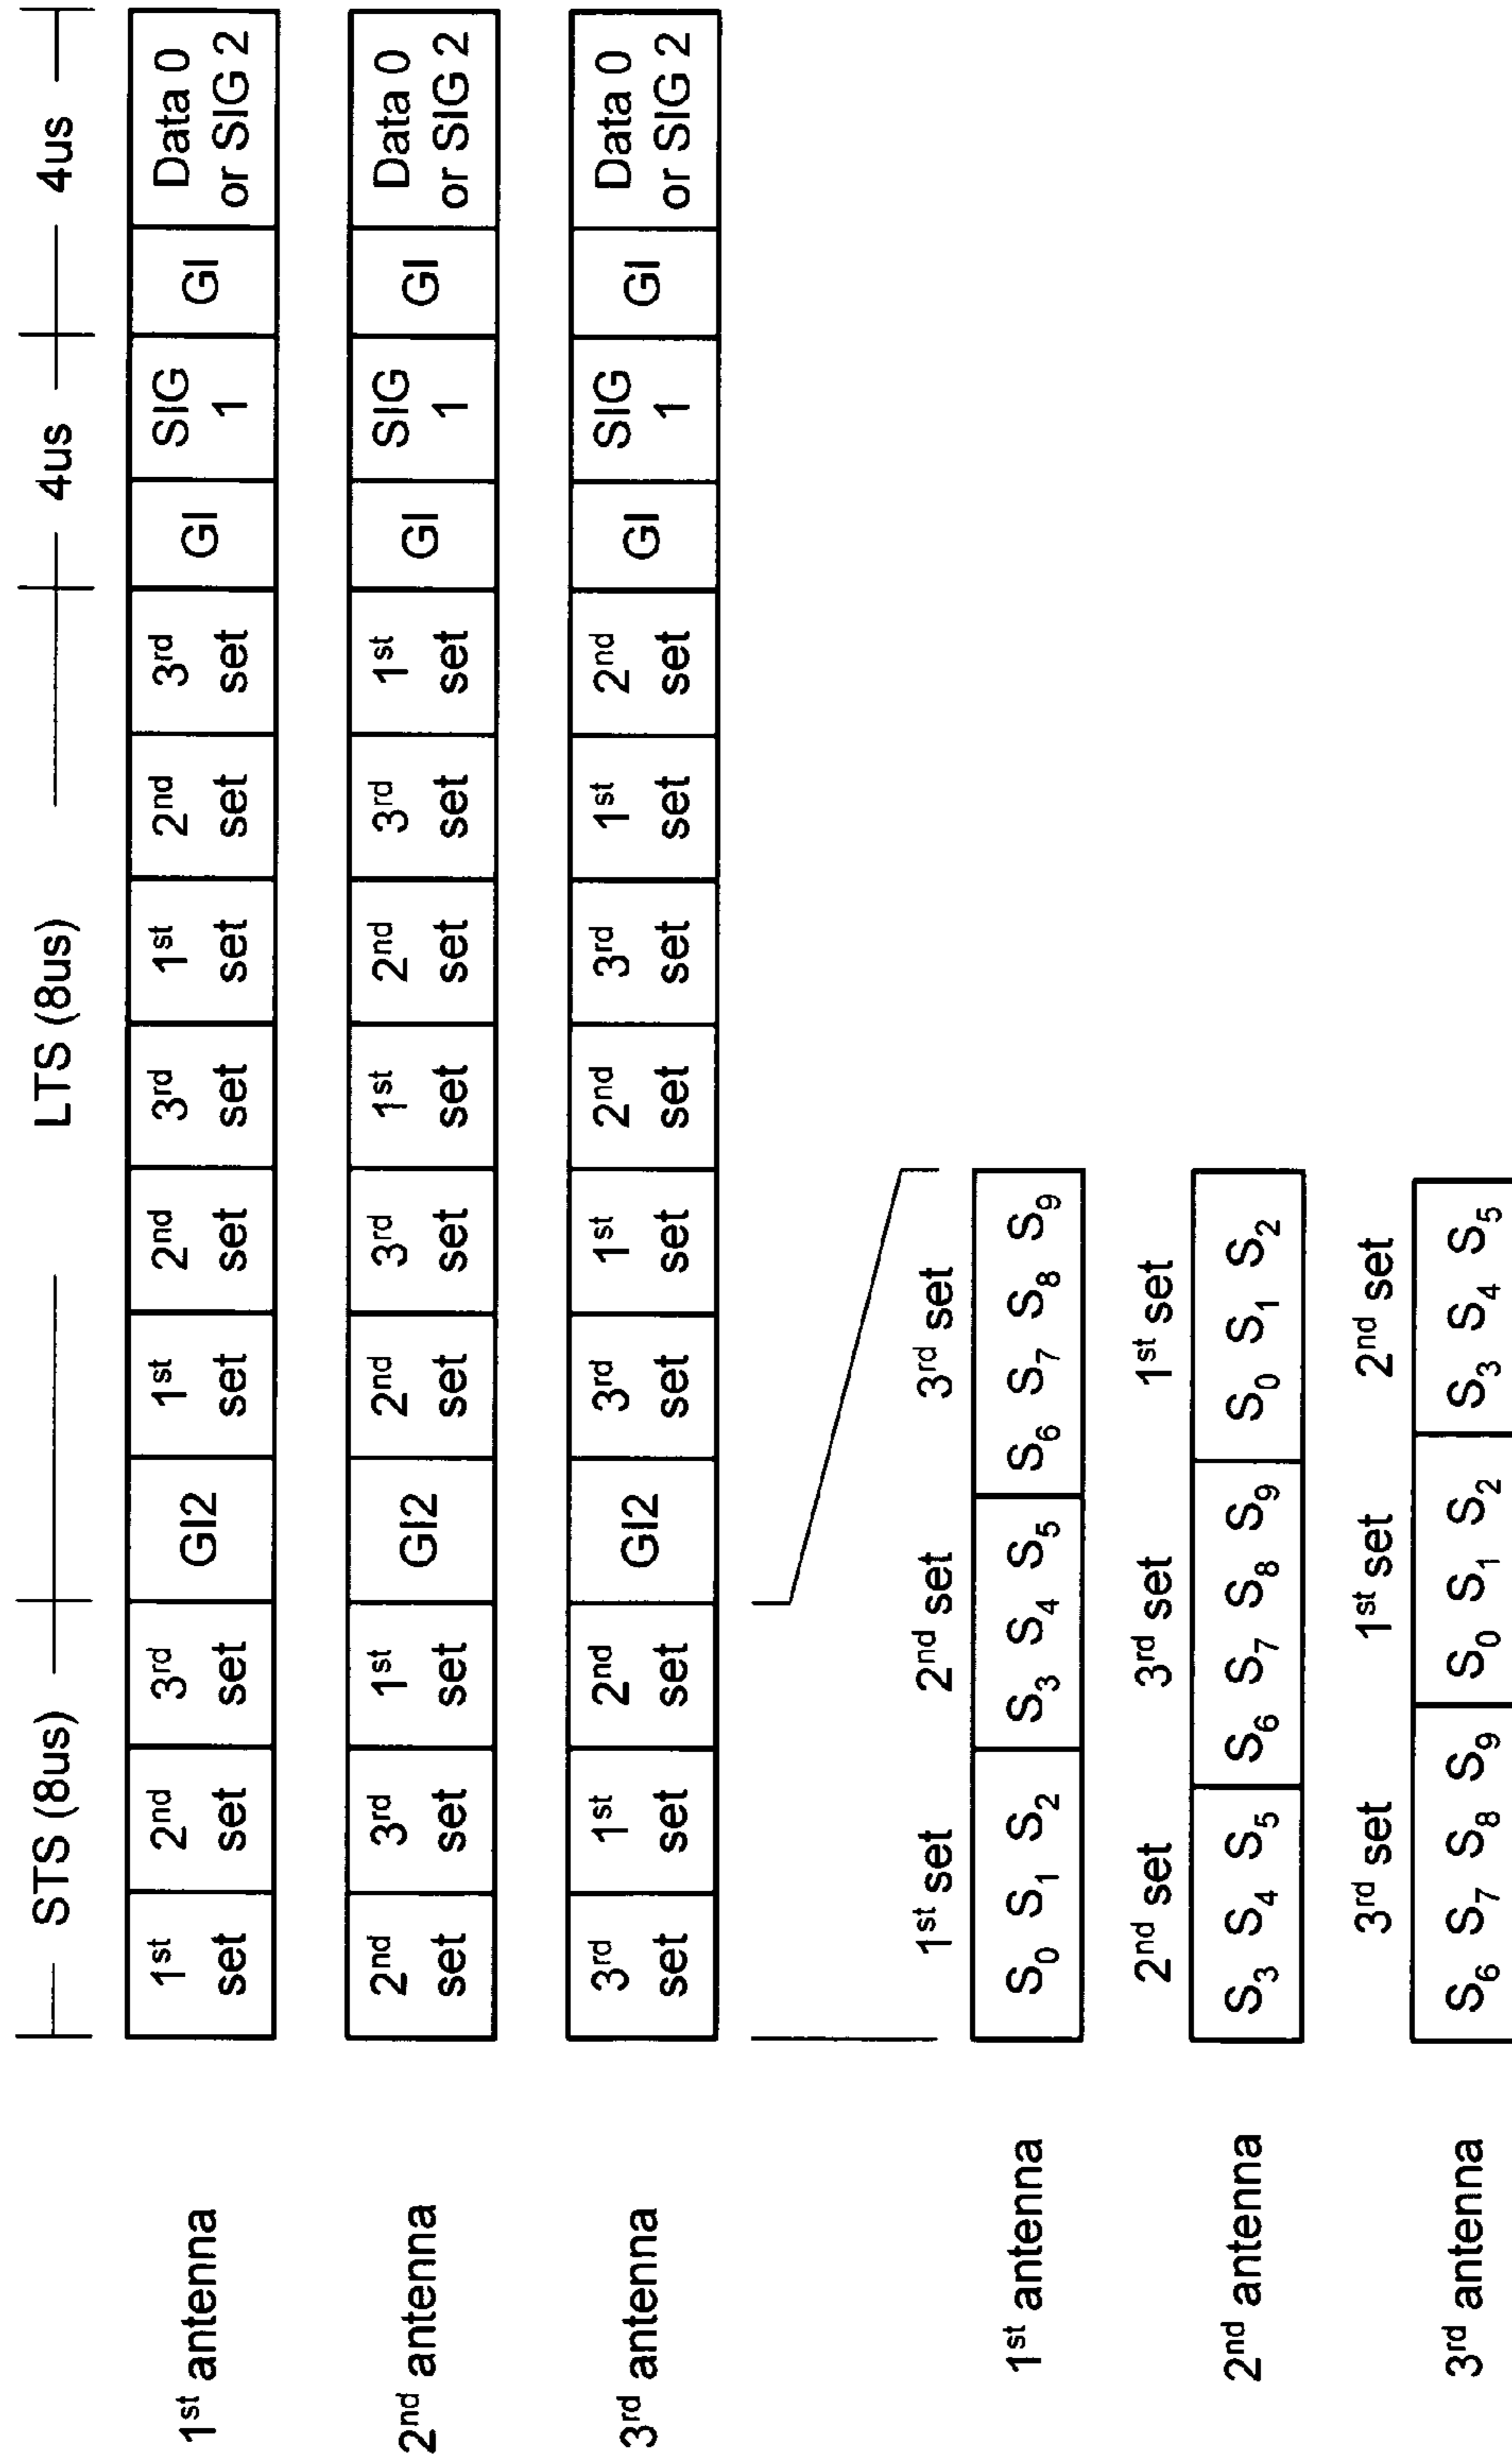 STS (8us) LTS (8us) 4us 4us
1st antenna 1st set 2nd set 3rd set GI2 1st set 2nd set 3rd set 1st set 2nd set 3rd set GI SIG 1 GI Data 0 or SIG 2
2nd antenna 2nd set 3rd set 1st set GI2 2nd set 3rd set 1st set 2nd set 3rd set 1st set GI SIG 1 GI Data 0 or SIG 2
3rd antenna 3rd set 1st set 2nd set GI2 3rd set 1st set 2nd set 3rd set 1st set 2nd set GI SIG 1 GI Data 0 or SIG 2
1st set 2nd set 3rd set
1st antenna S0 S1 S2 S3 S4 S5 S6 S7 S8 S9
2nd set 3rd set 1st set
2nd antenna S3 S4 S5 S6 S7 S8 S9 S0 S1 S2
3rd set 1st set 2nd set
3rd antenna S6 S7 S8 S9 S0 S1 S2 S3 S4 S5